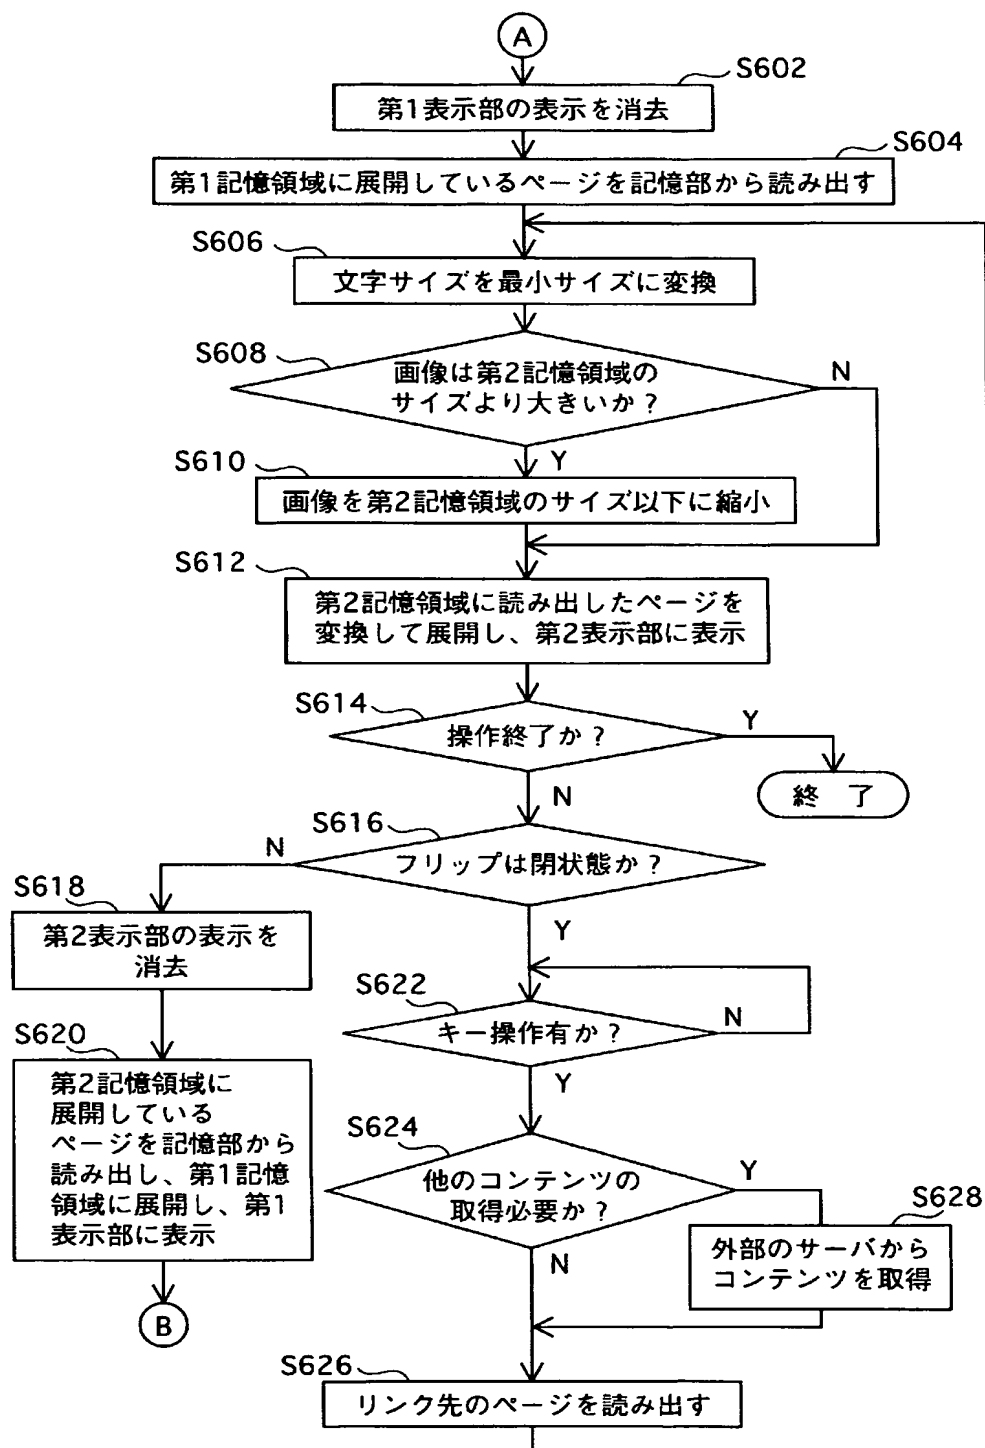 A
S602
第1表示部の表示を消去
S604
第1記憶領域に展開しているページを記憶部から読み出す
S606
文字サイズを最小サイズに変換
S608
画像は第2記憶領域の
サイズより大きいか？
N
Y
S610
画像を第2記憶領域のサイズ以下に縮小
S612
第2記憶領域に読み出したページを
変換して展開し、第2表示部に表示
S614
操作終了か？
Y
終 了
N
S616
フリップは閉状態か？
N
Y
S618
第2表示部の表示を
消去
S620
第2記憶領域に
展開している
ページを記憶部から
読み出し、第1記憶
領域に展開し、第1
表示部に表示
B
S622
キー操作有か？
N
Y
S624
他のコンテンツの
取得必要か？
Y
N
S628
外部のサーバから
コンテンツを取得
S626
リンク先のページを読み出す